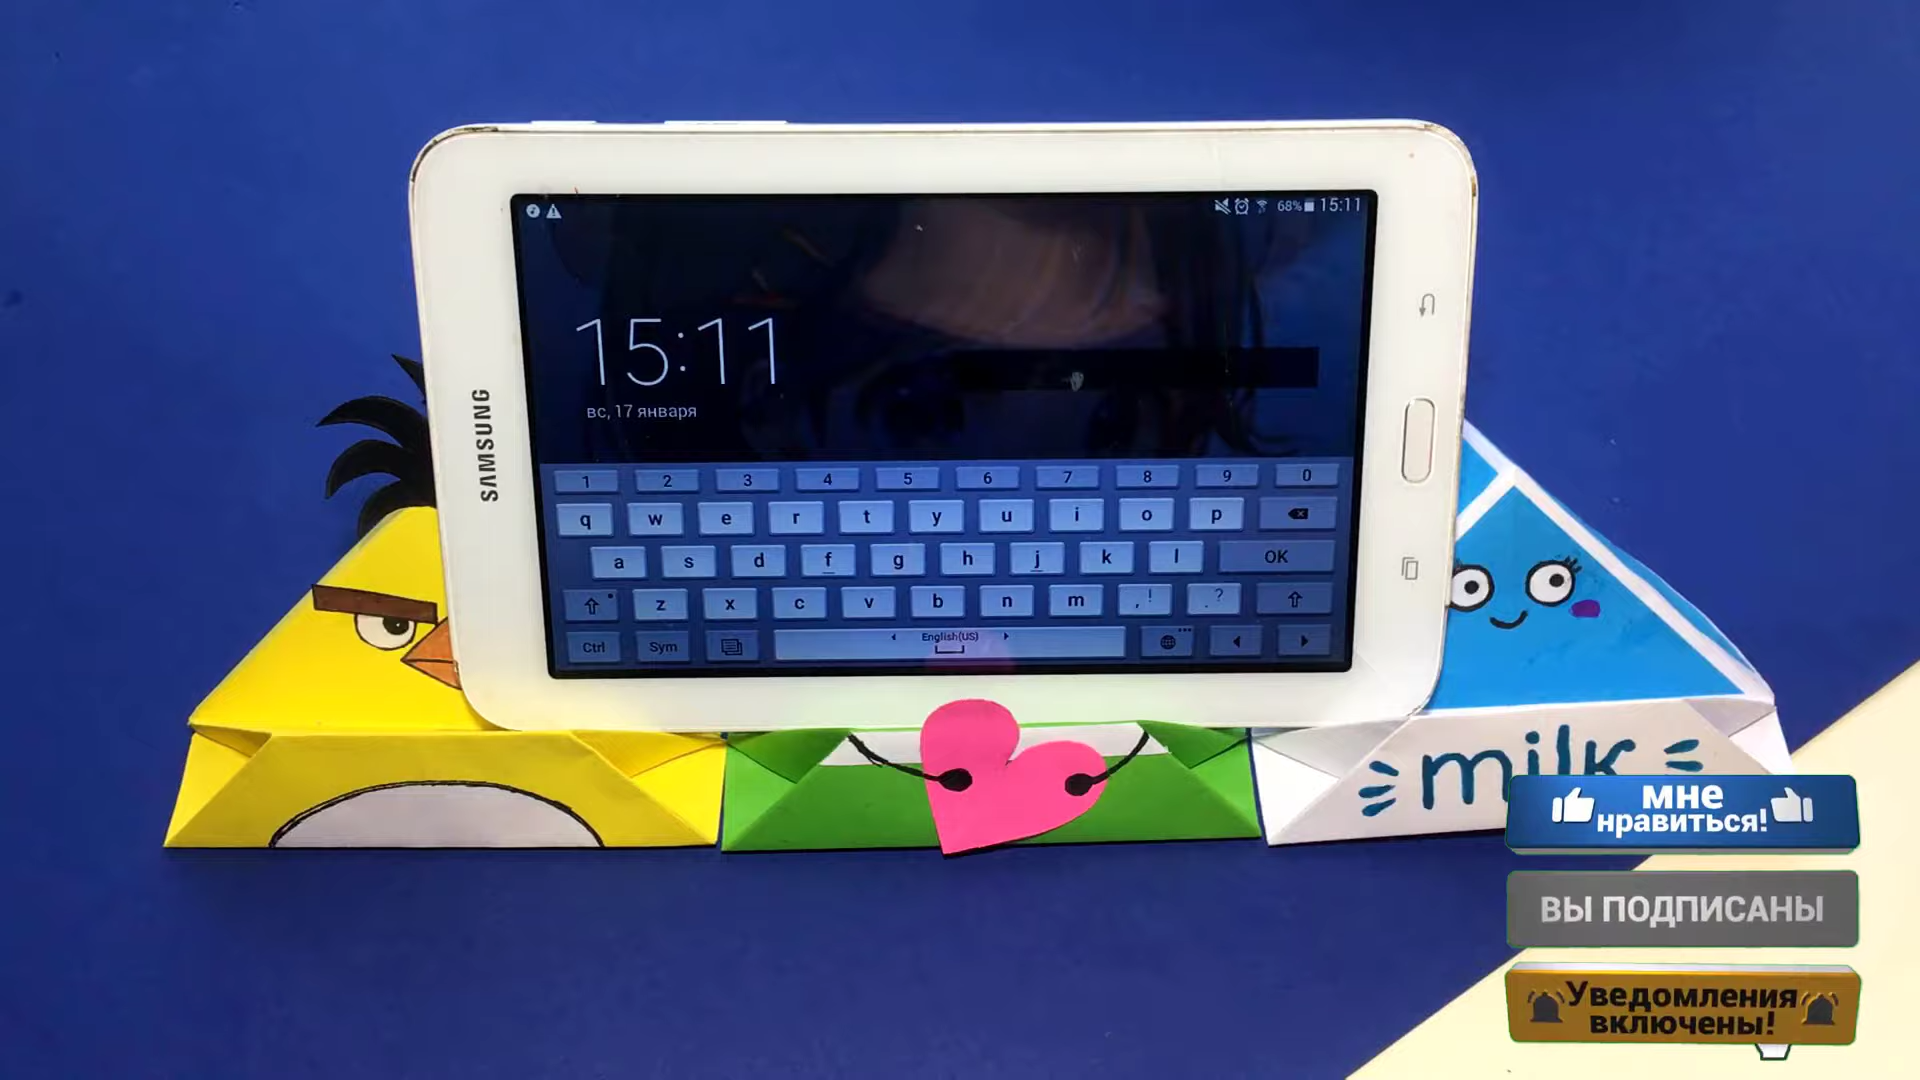 68% 15:11
15:11
вс, 17 января
SAMSUNG
1 2 3 4 5 6 7 8 9 0
q w e r t y u i o p
a s d f g h j k l OK
z x c v b n m , ! . ?
Ctrl Sym English(US)
milk
мне
нравиться!
ВЫ ПОДПИСАНЫ
Уведомления
включены!